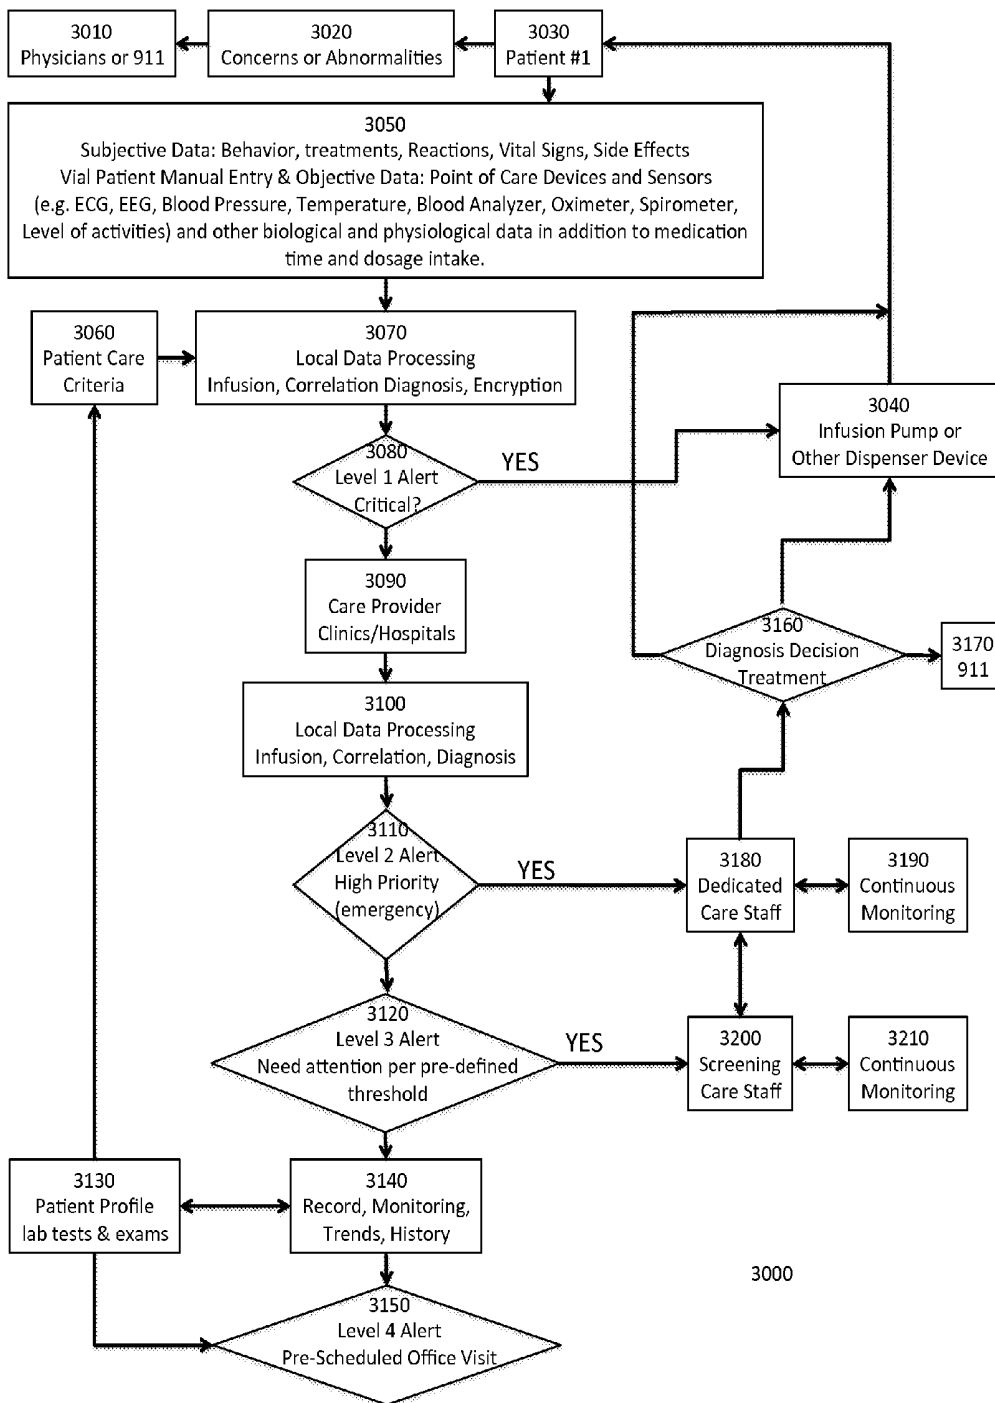 3010
Physicians or 911
3020
Concerns or Abnormalities
3030
Patient #1
3050
Subjective Data: Behavior, treatments, Reactions, Vital Signs, Side Effects
Vial Patient Manual Entry & Objective Data: Point of Care Devices and Sensors
(e.g. ECG, EEG, Blood Pressure, Temperature, Blood Analyzer, Oximeter, Spirometer,
Level of activities) and other biological and physiological data in addition to medication
time and dosage intake.
3060
Patient Care
Criteria
3070
Local Data Processing
Infusion, Correlation Diagnosis, Encryption
3040
Infusion Pump or
Other Dispenser Device
3080
Level 1 Alert
Critical?
YES
3090
Care Provider
Clinics/Hospitals
3160
Diagnosis Decision
Treatment
3170
911
3100
Local Data Processing
Infusion, Correlation, Diagnosis
3110
Level 2 Alert
High Priority
(emergency)
YES
3180
Dedicated
Care Staff
3190
Continuous
Monitoring
3120
Level 3 Alert
Need attention per pre-defined
threshold
YES
3200
Screening
Care Staff
3210
Continuous
Monitoring
3130
Patient Profile
lab tests & exams
3140
Record, Monitoring,
Trends, History
3000
3150
Level 4 Alert
Pre-Scheduled Office Visit